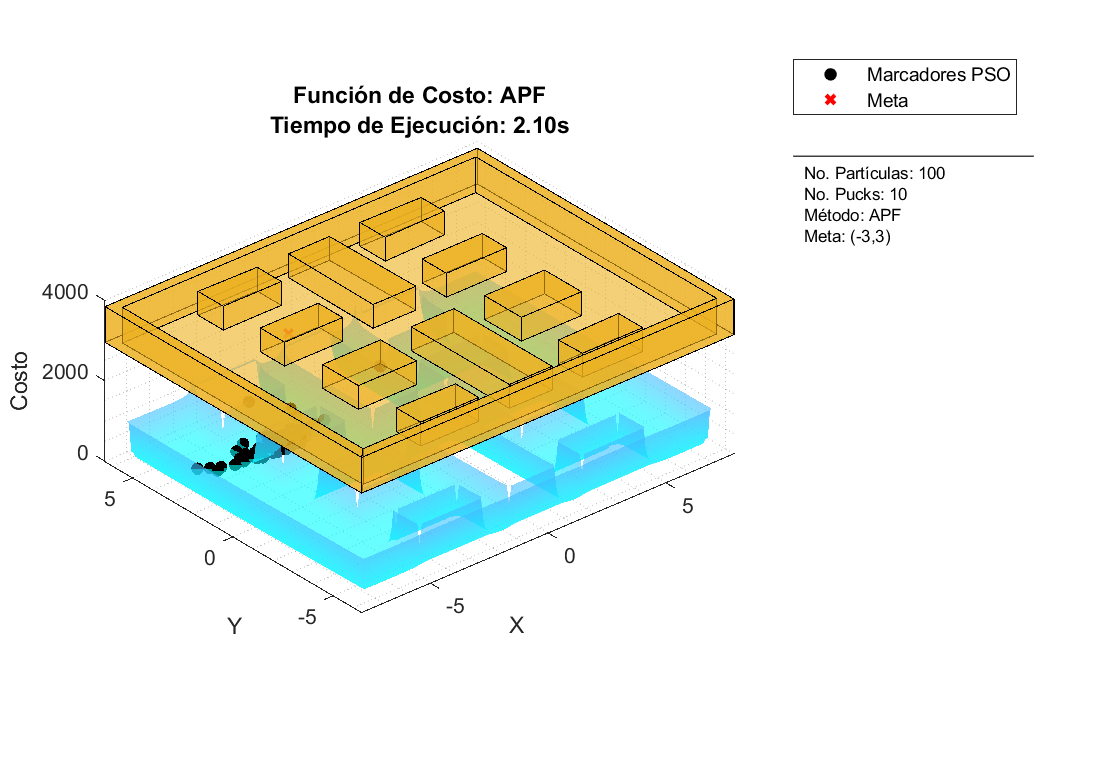 Función de Costo: APF
Tiempo de Ejecución: 2.10s
Marcadores PSO
Meta
No. Partículas: 100
No. Pucks: 10
Método: APF
Meta: (-3,3)
4000
2000
0
Costo
5
0
-5
Y
-5
0
5
X